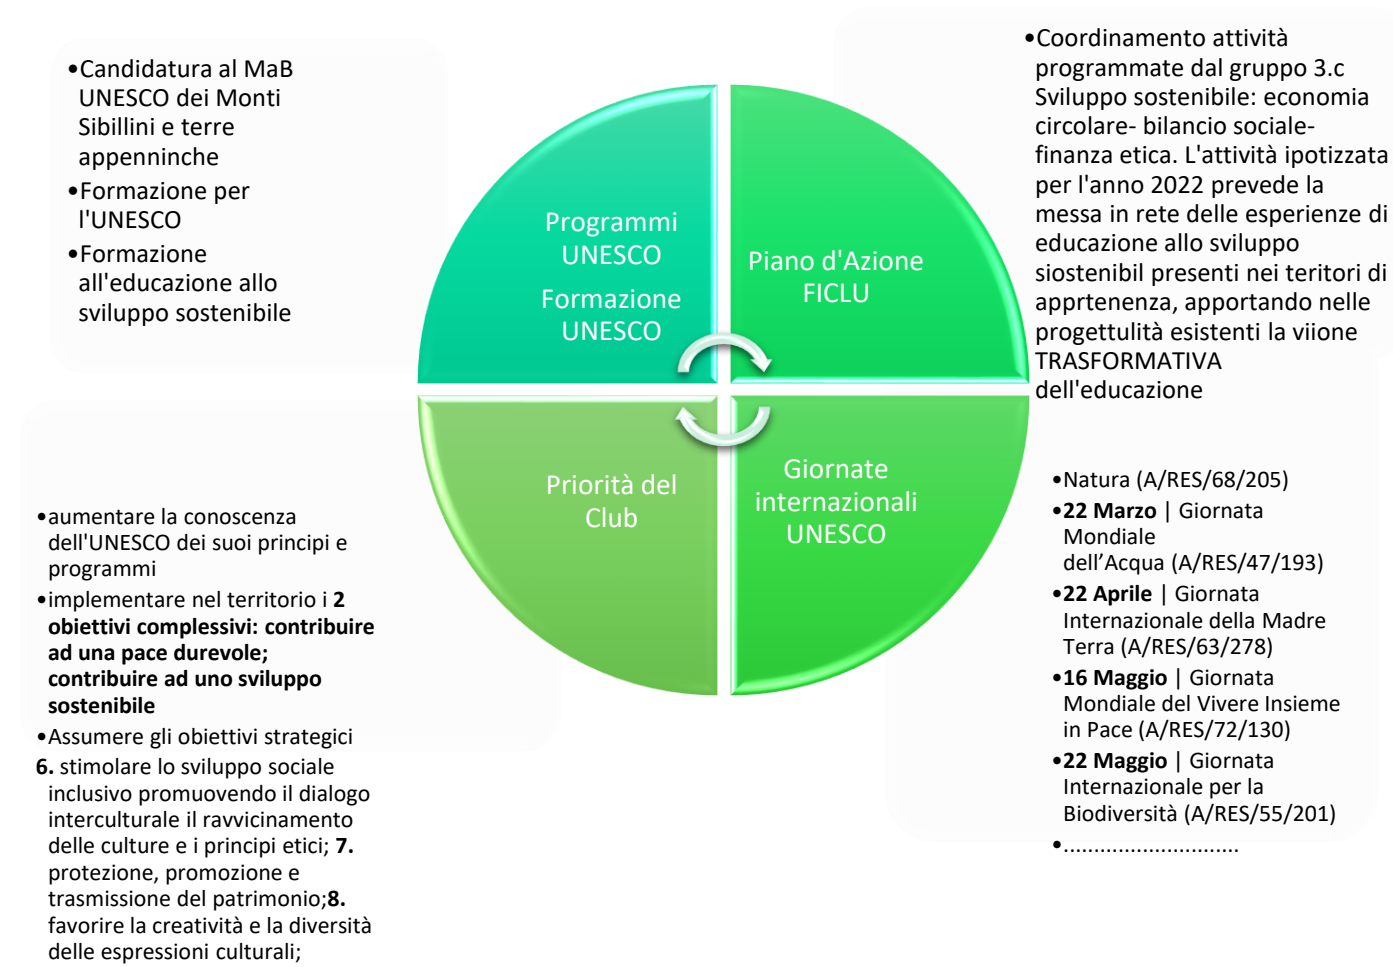 •Candidatura al MaB
UNESCO dei Monti
Sibillini e terre
appenninche
•Formazione per
l'UNESCO
•Formazione
all'educazione allo
sviluppo sostenibile
Programmi
UNESCO
Formazione
UNESCO
Piano d'Azione
FICLU
•Coordinamento attività
programmate dal gruppo 3.c
Sviluppo sostenibile: economia
circolare- bilancio sociale-
finanza etica. L'attività ipotizzata
per l'anno 2022 prevede la
messa in rete delle esperienze di
educazione allo sviluppo
siostenibil presenti nei teritori di
apprtenenza, apportando nelle
progettulità esistenti la viione
TRASFORMATIVA
dell'educazione
•aumentare la conoscenza
dell'UNESCO dei suoi principi e
programmi
•implementare nel territorio i 2
obiettivi complessivi: contribuire
ad una pace durevole;
contribuire ad uno sviluppo
sostenibile
•Assumere gli obiettivi strategici
6. stimolare lo sviluppo sociale
inclusivo promuovendo il dialogo
interculturale il ravvicinamento
delle culture e i principi etici; 7.
protezione, promozione e
trasmissione del patrimonio;8.
favorire la creatività e la diversità
delle espressioni culturali;
Priorità del
Club
Giornate
internazionali
UNESCO
•Natura (A/RES/68/205)
•22 Marzo | Giornata
Mondiale
dell’Acqua (A/RES/47/193)
•22 Aprile | Giornata
Internazionale della Madre
Terra (A/RES/63/278)
•16 Maggio | Giornata
Mondiale del Vivere Insieme
in Pace (A/RES/72/130)
•22 Maggio | Giornata
Internazionale per la
Biodiversità (A/RES/55/201)
•.............................